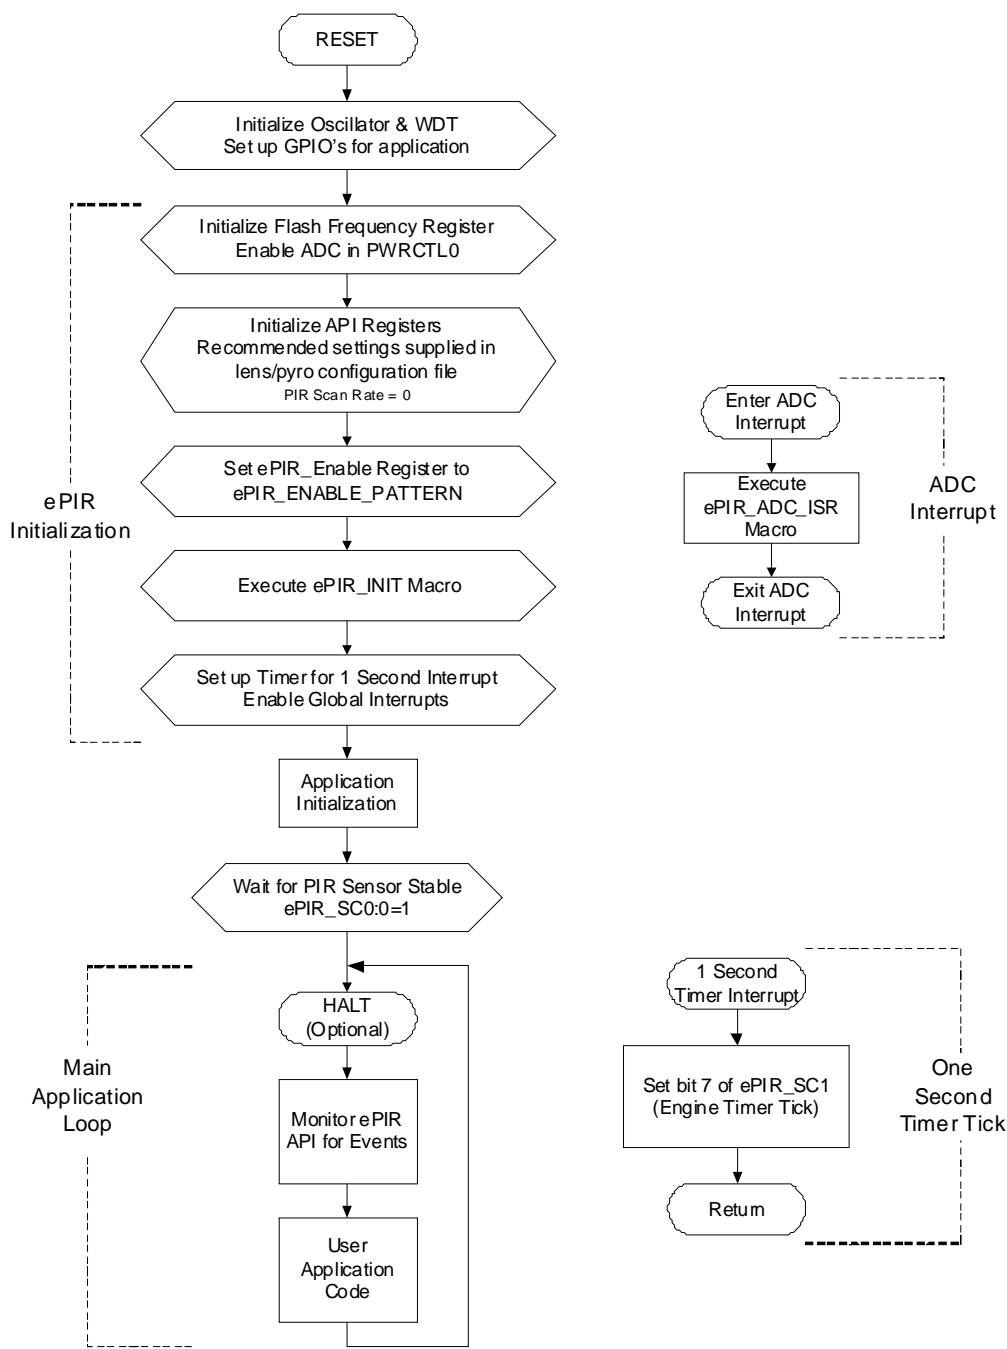 RESET
Initialize Oscillator & WDT
Set up GPIO's for application
Initialize Flash Frequency Register
Enable ADC in PWRCTL0
Initialize API Registers
Recommended settings supplied in
lens/pyro configuration file
PIR Scan Rate = 0
Set ePIR_Enable Register to
ePIR_ENABLE_PATTERN
Execute ePIR_INIT Macro
Set up Timer for 1 Second Interrupt
Enable Global Interrupts
ePIR
Initialization
Application
Initialization
Wait for PIR Sensor Stable
ePIR_SC0:0=1
HALT
(Optional)
Monitor ePIR
API for Events
User
Application
Code
Main
Application
Loop
Enter ADC
Interrupt
Execute
ePIR_ADC_ISR
Macro
Exit ADC
Interrupt
ADC
Interrupt
1 Second
Timer Interrupt
Set bit 7 of ePIR_SC1
(Engine Timer Tick)
Return
One
Second
Timer Tick